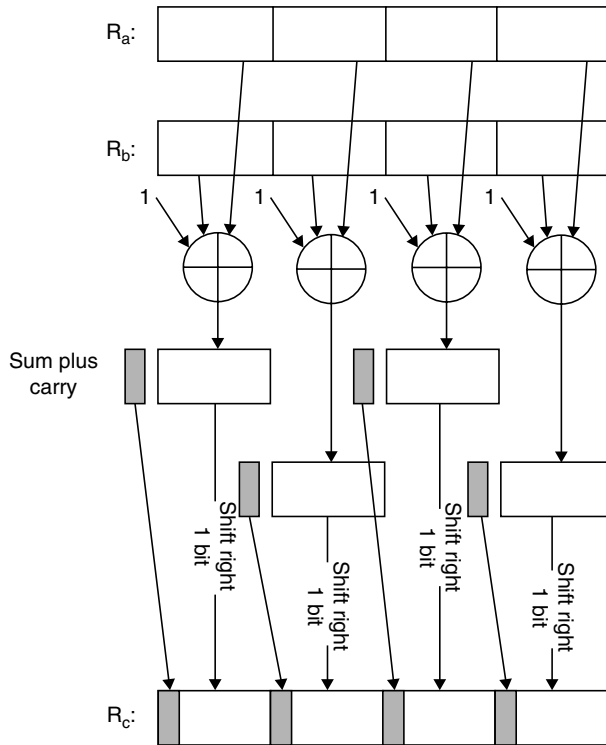 Rₐ:
R_b:
1 1 1 1
Sum plus
carry
Shift right
1 bit
Shift right
1 bit
Shift right
1 bit
Shift right
1 bit
R_c: